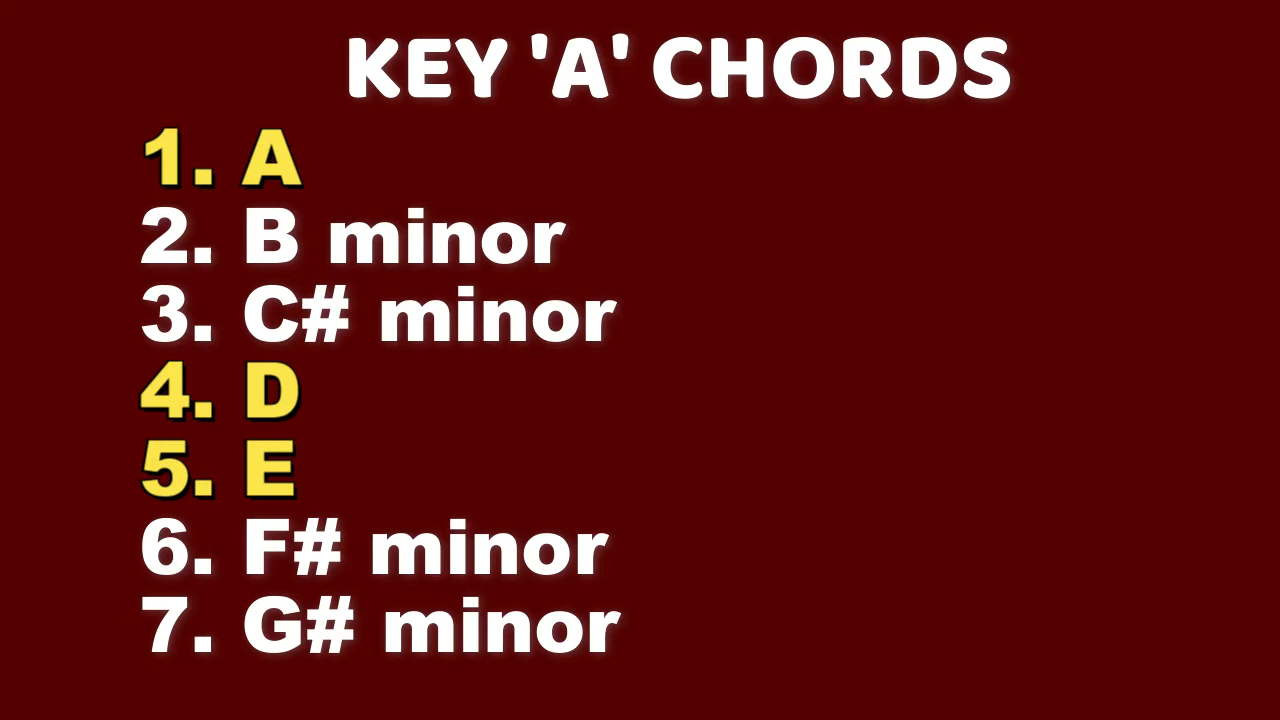 KEY 'A' CHORDS
1. A
2. B minor
3. C# minor
4. D
5. E
6. F# minor
7. G# minor